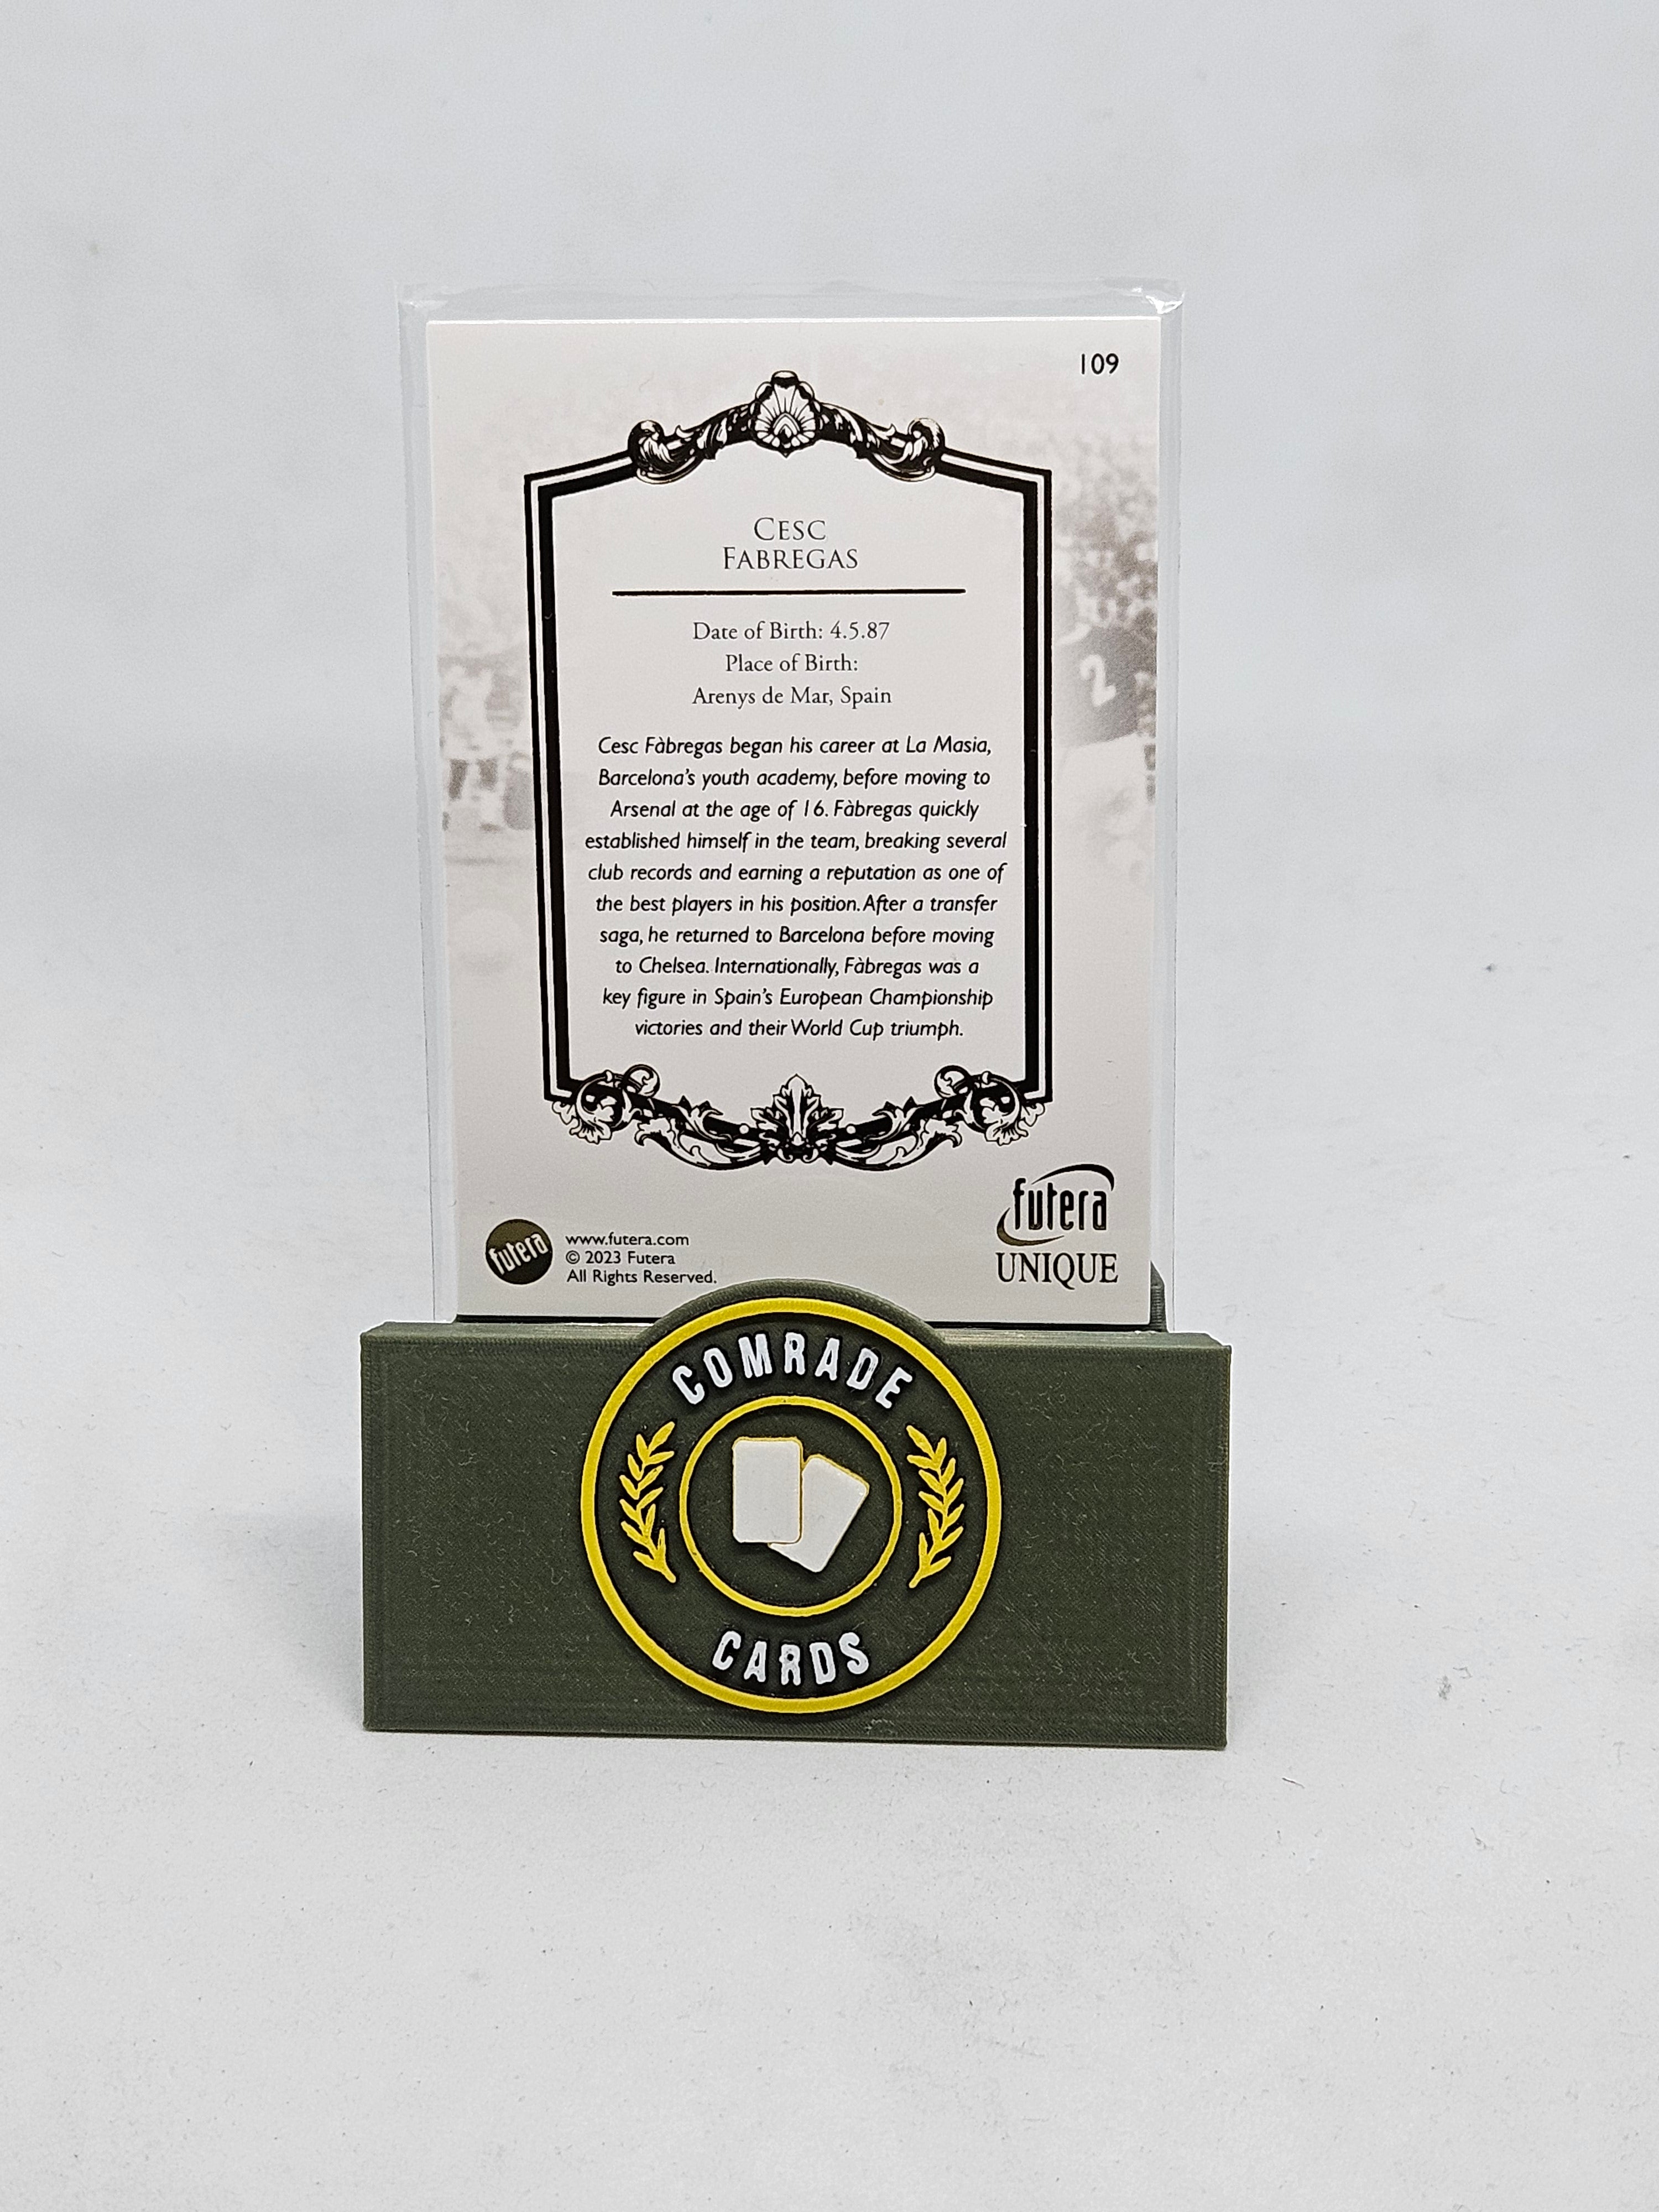 109
CESC
FABREGAS
Date of Birth: 4.5.87
Place of Birth:
Arenys de Mar, Spain
Cesc Fàbregas began his career at La Masia,
Barcelona's youth academy, before moving to
Arsenal at the age of 16. Fàbregas quickly
established himself in the team, breaking several
club records and earning a reputation as one of
the best players in his position. After a transfer
saga, he returned to Barcelona before moving
to Chelsea. Internationally, Fàbregas was a
key figure in Spain's European Championship
victories and their World Cup triumph.
2
futera
UNIQUE
futera
www.futera.com
© 2023 Futera
All Rights Reserved.
COMRADE
CARDS